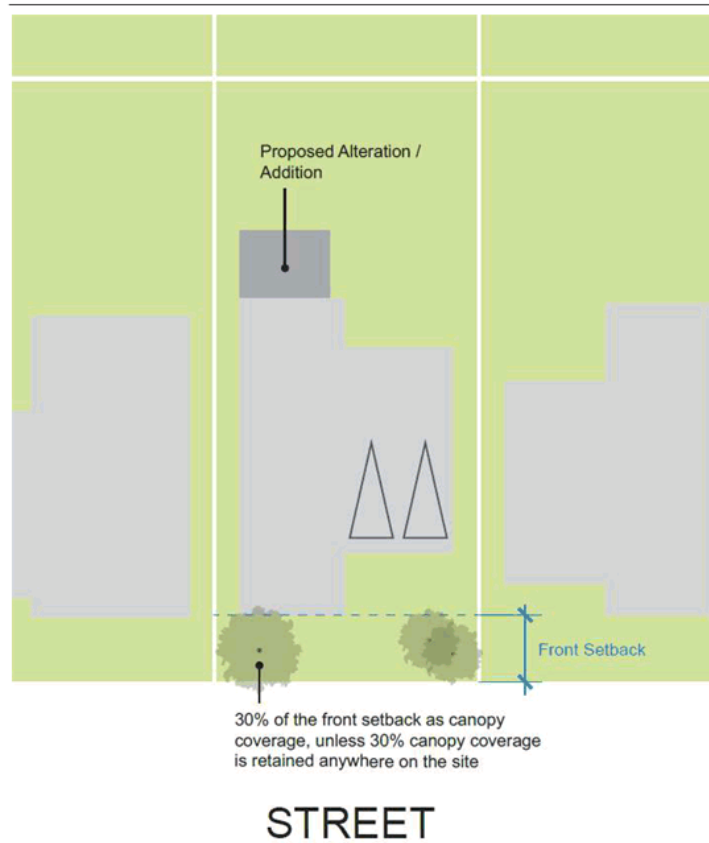 Proposed Alteration /
Addition
Front Setback
30% of the front setback as canopy
coverage, unless 30% canopy coverage
is retained anywhere on the site
STREET